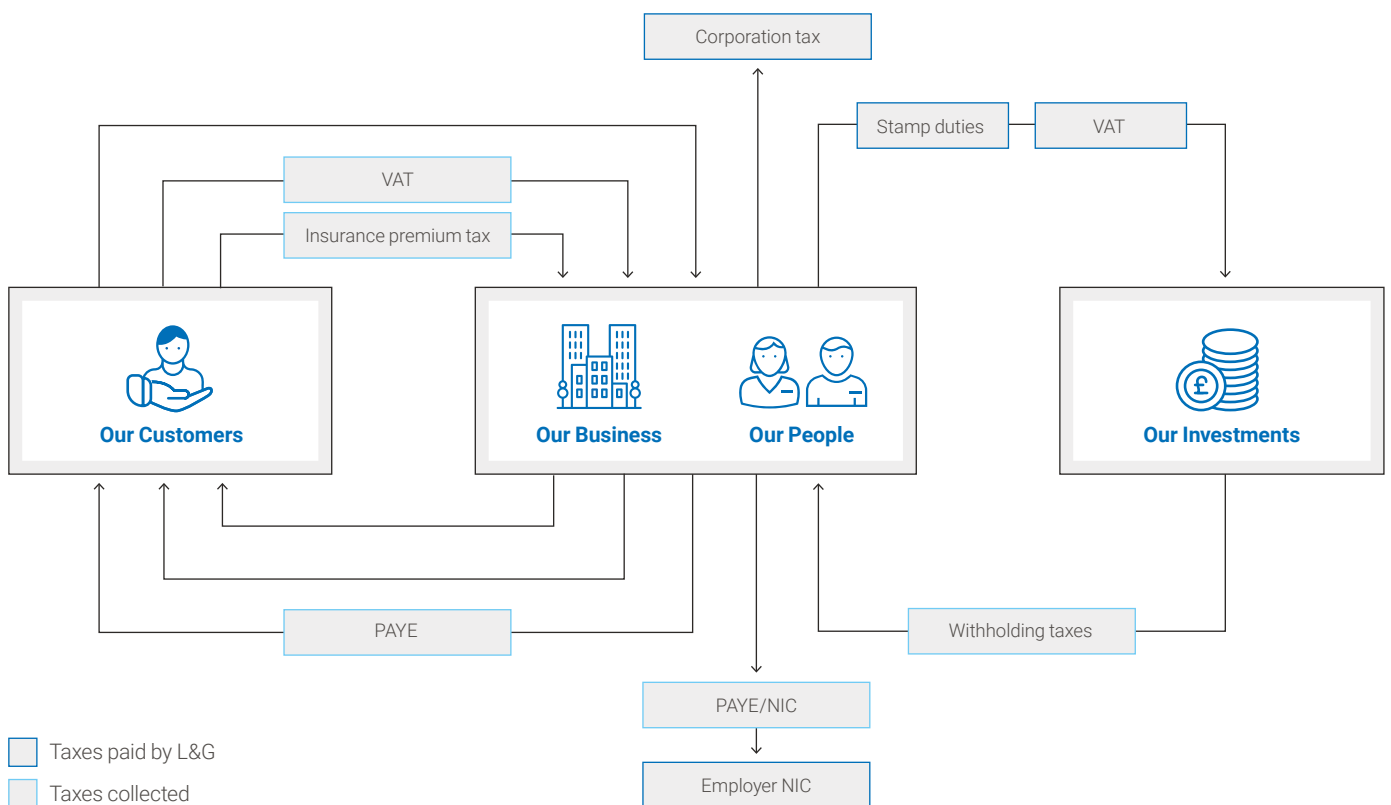 Corporation tax
Stamp duties
VAT
VAT
Insurance premium tax
£
Our Customers
Our Business
Our People
Our Investments
PAYE
Withholding taxes
PAYE/NIC
Taxes paid by L&G
Employer NIC
Taxes collected